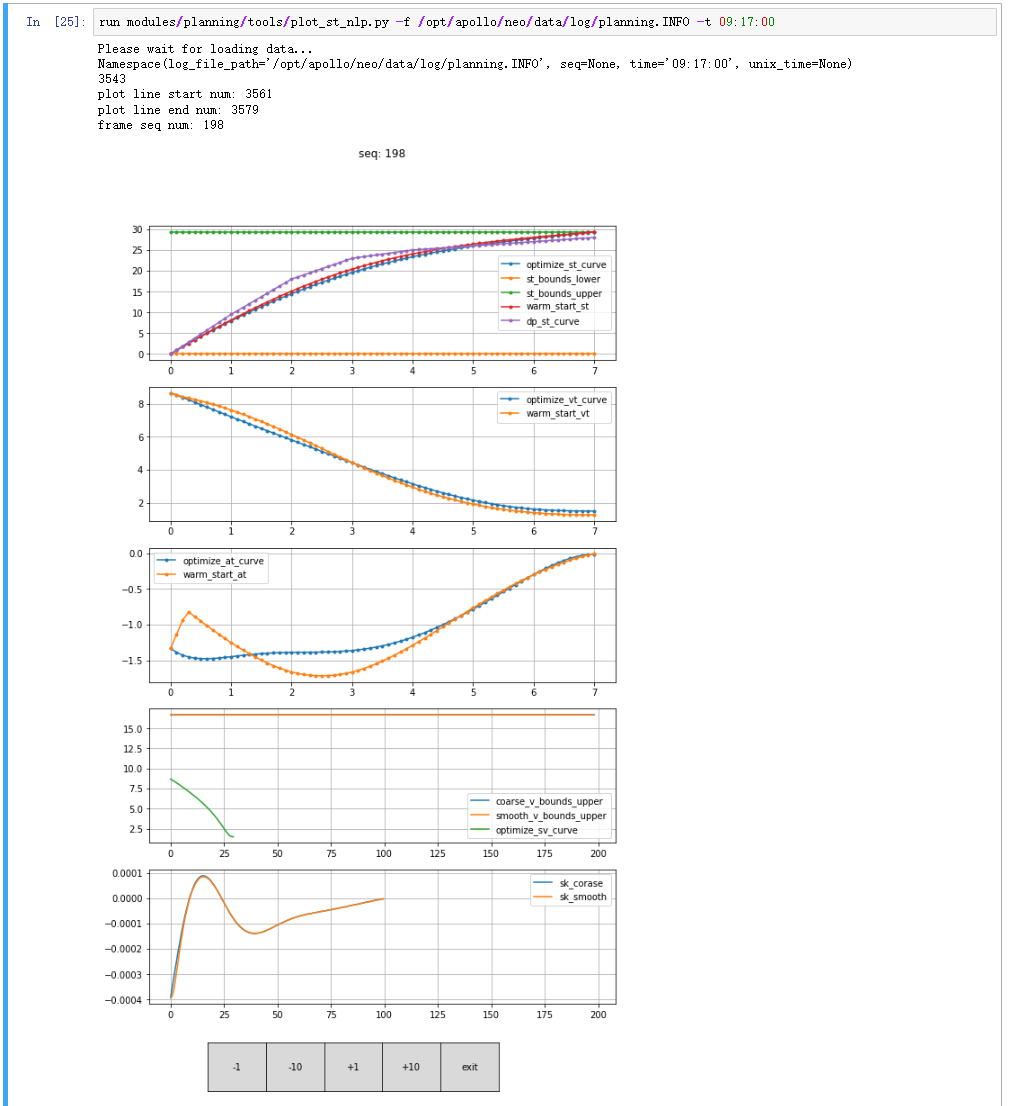 In [25]: run modules/planning/tools/plot_st_nlp.py -f /opt/apollo/neo/data/log/planning.INFO -t 09:17:00
Please wait for loading data...
Namespace(log_file_path='/opt/apollo/neo/data/log/planning.INFO', seq=None, time='09:17:00', unix_time=None)
3543
plot line start num: 3561
plot line end num: 3579
frame seq num: 198
seq: 198
30
25
20
15
10
5
0
optimize_st_curve
st_bounds_lower
st_bounds_upper
warm_start_st
dp_st_curve
0 1 2 3 4 5 6 7
8
6
4
2
optimize_vt_curve
warm_start_vt
0 1 2 3 4 5 6 7
0.0
−0.5
−1.0
−1.5
optimize_at_curve
warm_start_at
0 1 2 3 4 5 6 7
15.0
12.5
10.0
7.5
5.0
2.5
coarse_v_bounds_upper
smooth_v_bounds_upper
optimize_sv_curve
0 25 50 75 100 125 150 175 200
0.0001
0.0000
−0.0001
−0.0002
−0.0003
−0.0004
sk_corase
sk_smooth
0 25 50 75 100 125 150 175 200
-1 -10 +1 +10 exit